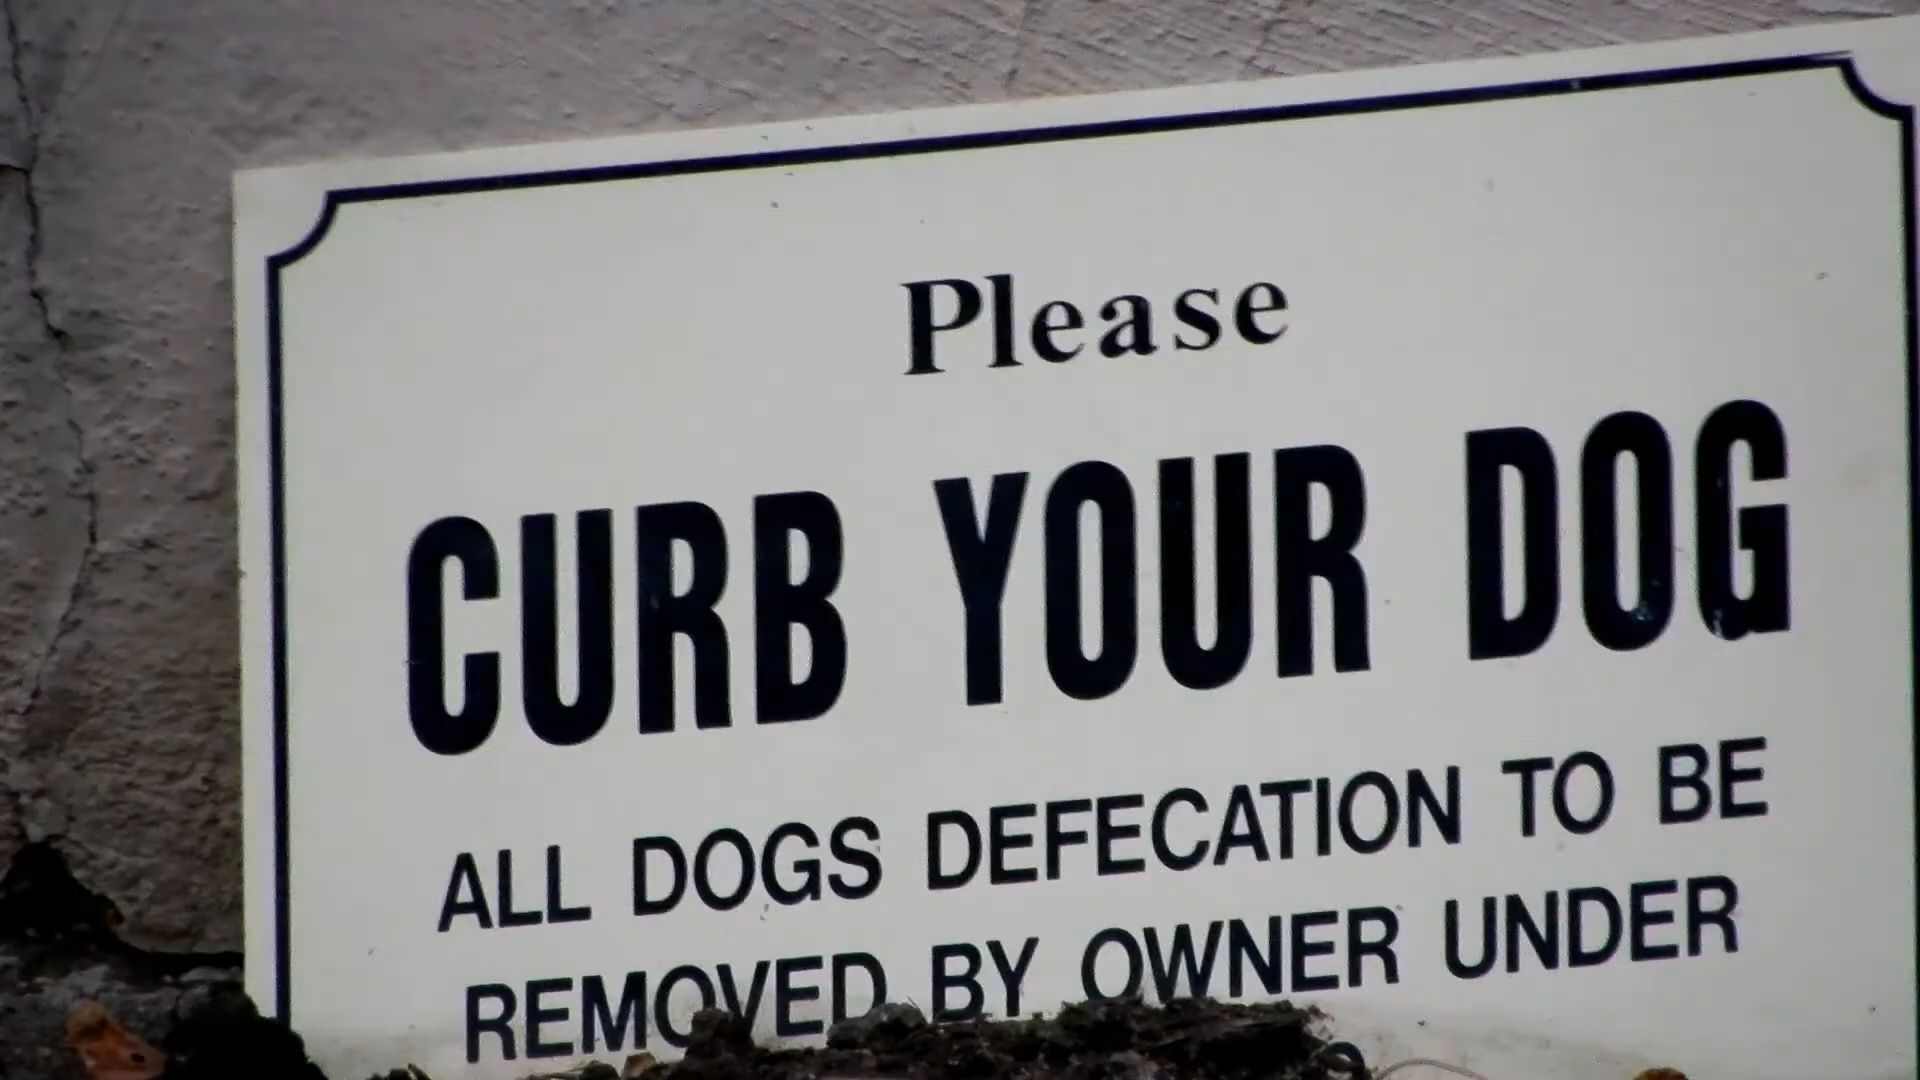 Please
CURB YOUR DOG
ALL DOGS DEFECATION TO BE
REMOVED BY OWNER UNDER